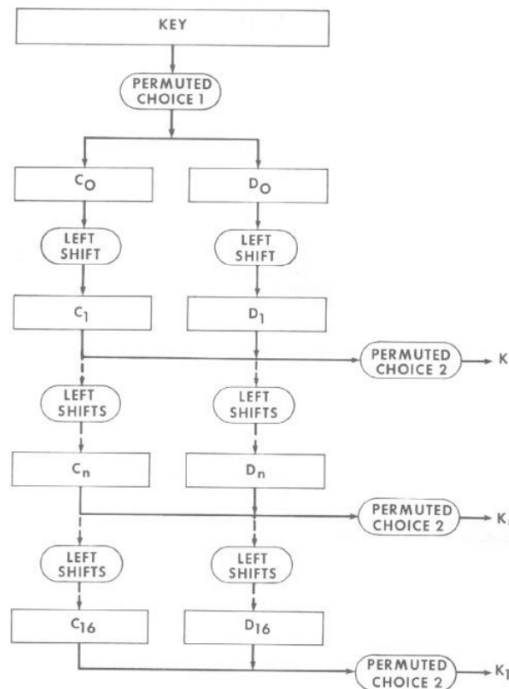 KEY
PERMUTED
CHOICE 1
C0 D0
LEFT
SHIFT
LEFT
SHIFT
C1 D1
PERMUTED
CHOICE 2
K
LEFT
SHIFTS
LEFT
SHIFTS
Cn Dn
PERMUTED
CHOICE 2
K
LEFT
SHIFTS
LEFT
SHIFTS
C16 D16
PERMUTED
CHOICE 2
K1